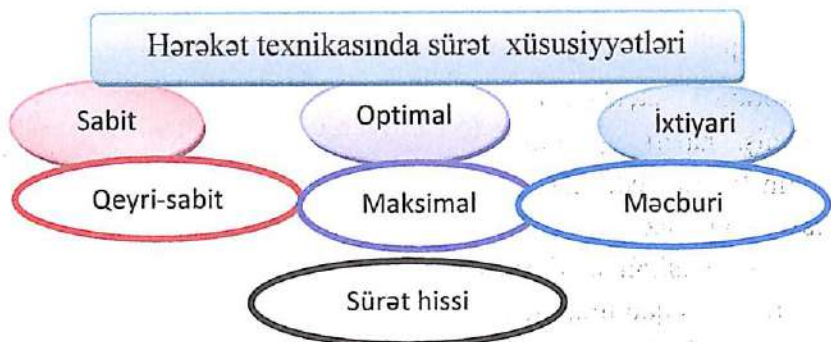 Hərəkət texnikasında sürət xüsusiyyətləri
Sabit
Optimal
İxtiyari
Qeyri-sabit
Maksimal
Məcburi
Sürət hissi